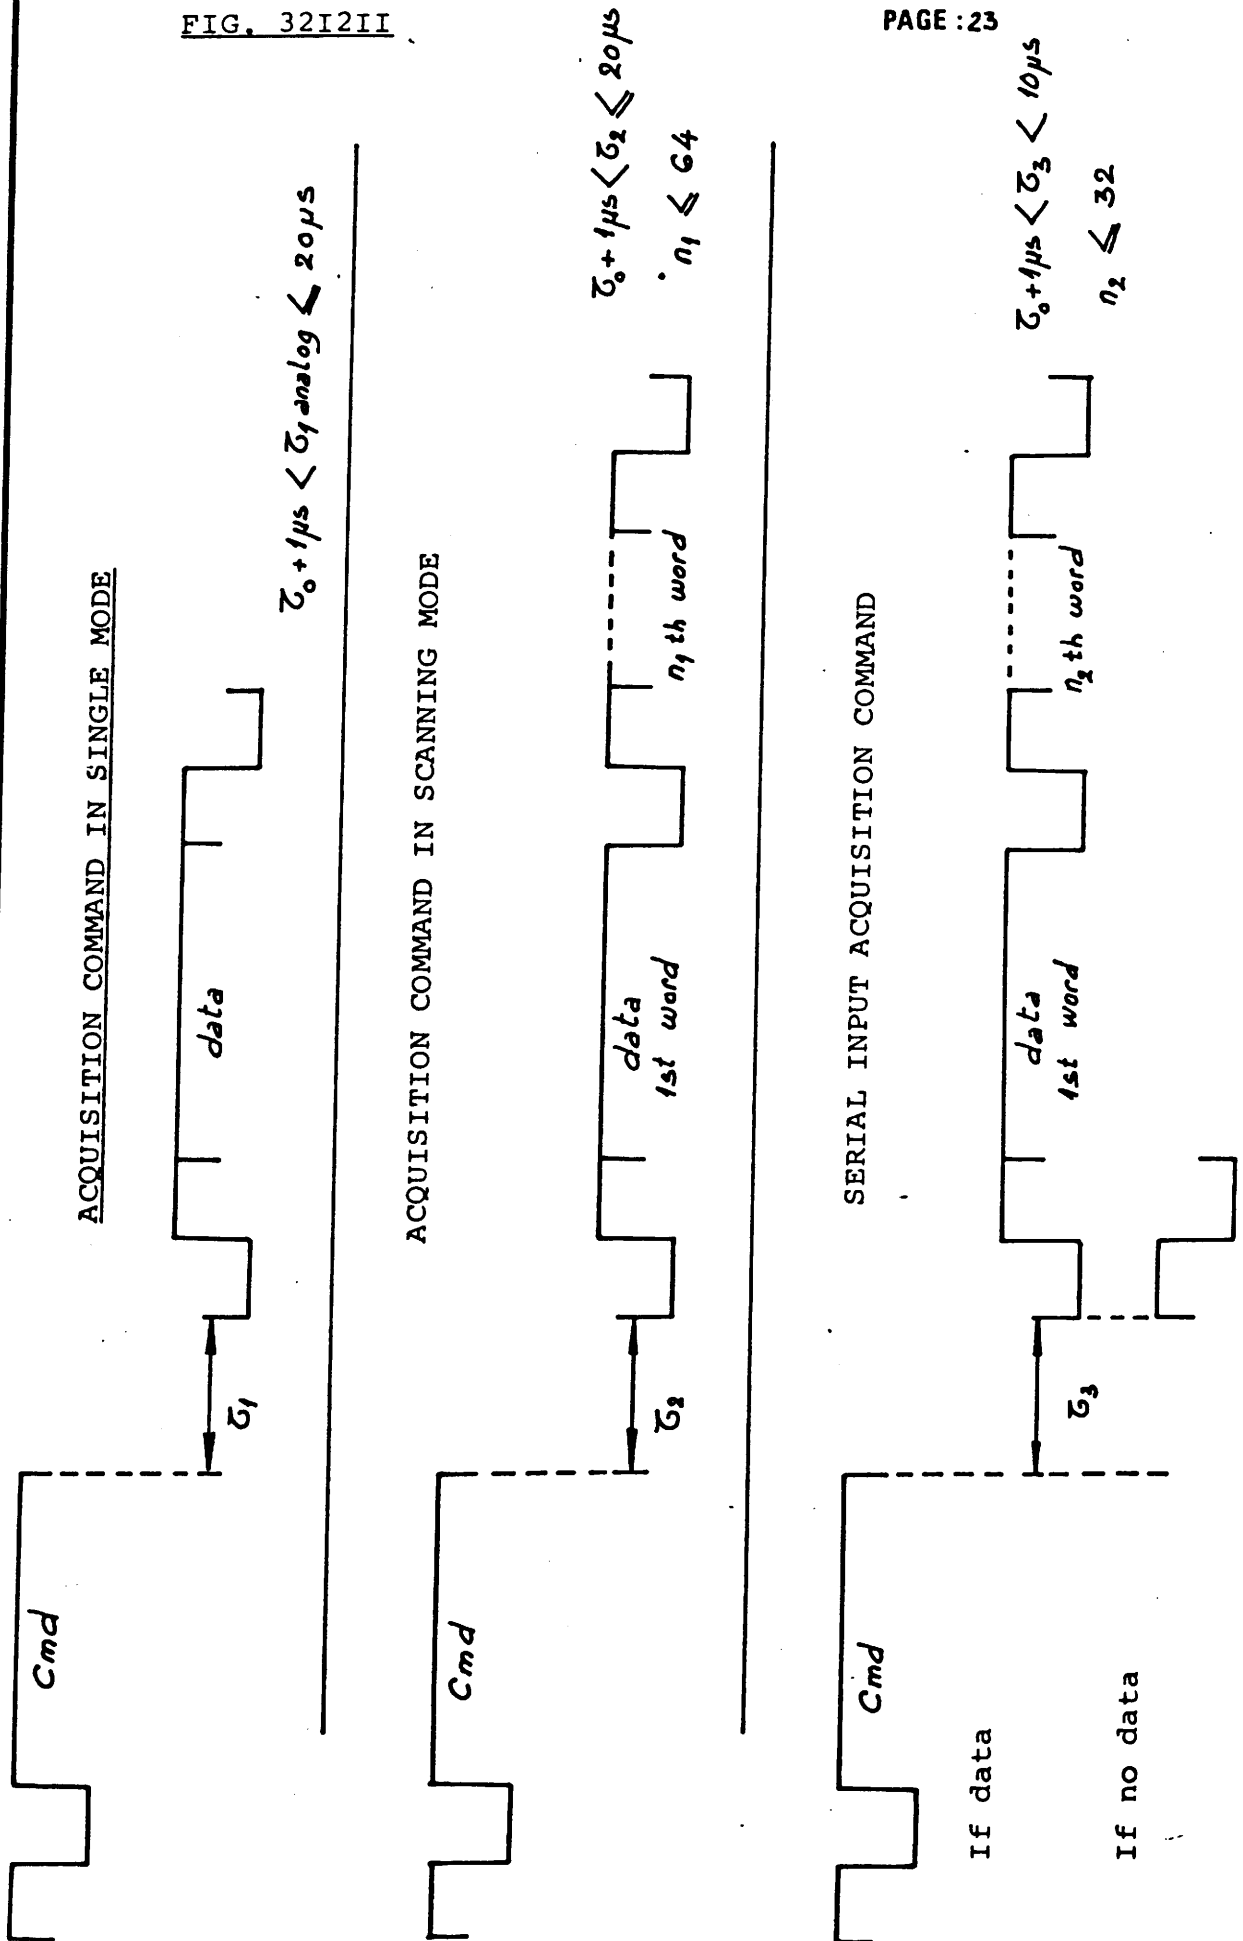 FIG. 32I2II
PAGE :23
ACQUISITION COMMAND IN SINGLE MODE
Cmd
τ1
data
τ0 + 1µs < τ1 analog ⩽ 20µs
ACQUISITION COMMAND IN SCANNING MODE
Cmd
τ2
data
1st word
n1 th word
τ0 + 1µs < τ2 ⩽ 20µs
n1 ⩽ 64
SERIAL INPUT ACQUISITION COMMAND
Cmd
If data
If no data
τ3
data
1st word
n2 th word
τ0 + 1µs < τ3 < 10µs
n2 ⩽ 32